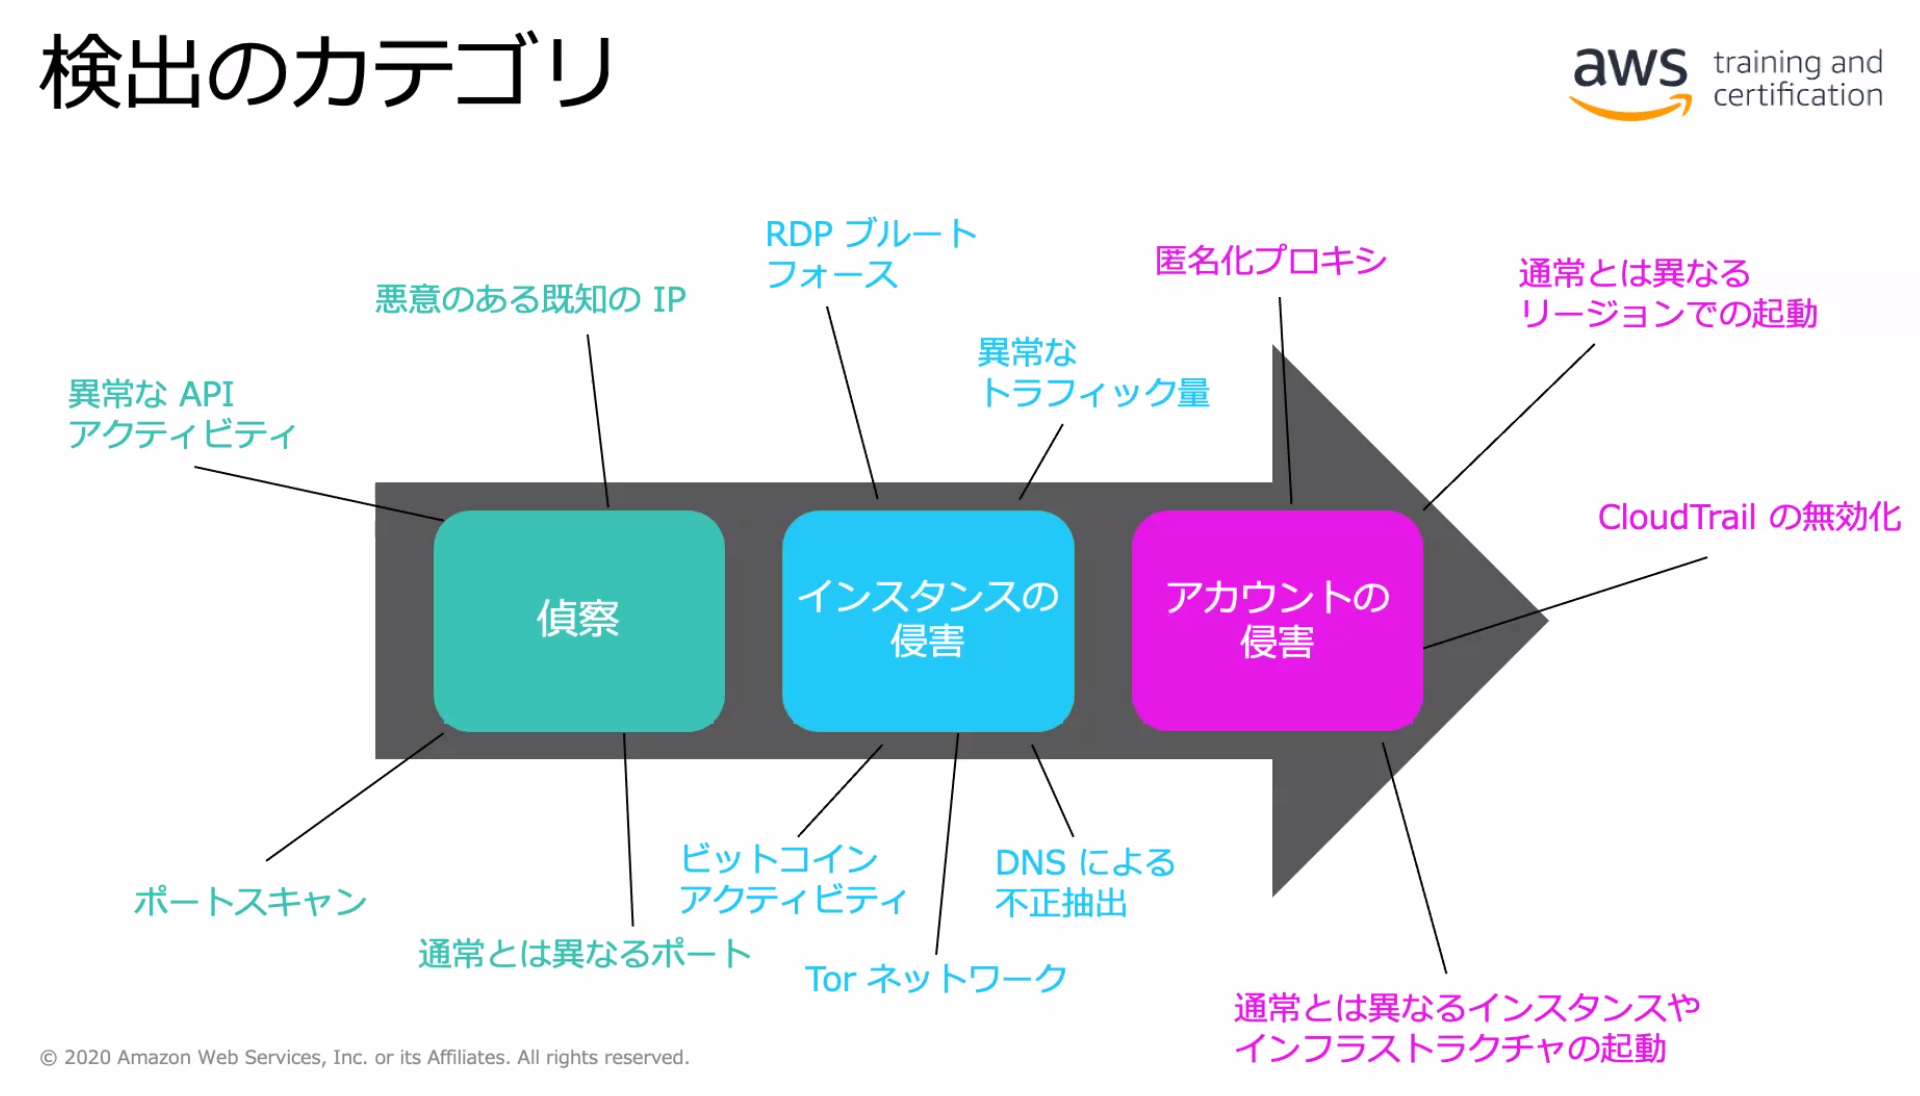 検出のカテゴリ
aws training and
certification
RDP ブルート
フォース
匿名化プロキシ
通常とは異なる
リージョンでの起動
悪意のある既知の IP
異常な
トラフィック量
異常な API
アクティビティ
CloudTrail の無効化
偵察
インスタンスの
侵害
アカウントの
侵害
ポートスキャン
通常とは異なるポート
ビットコイン
アクティビティ
DNS による
不正抽出
Tor ネットワーク
通常とは異なるインスタンスや
インフラストラクチャの起動
© 2020 Amazon Web Services, Inc. or its Affiliates. All rights reserved.